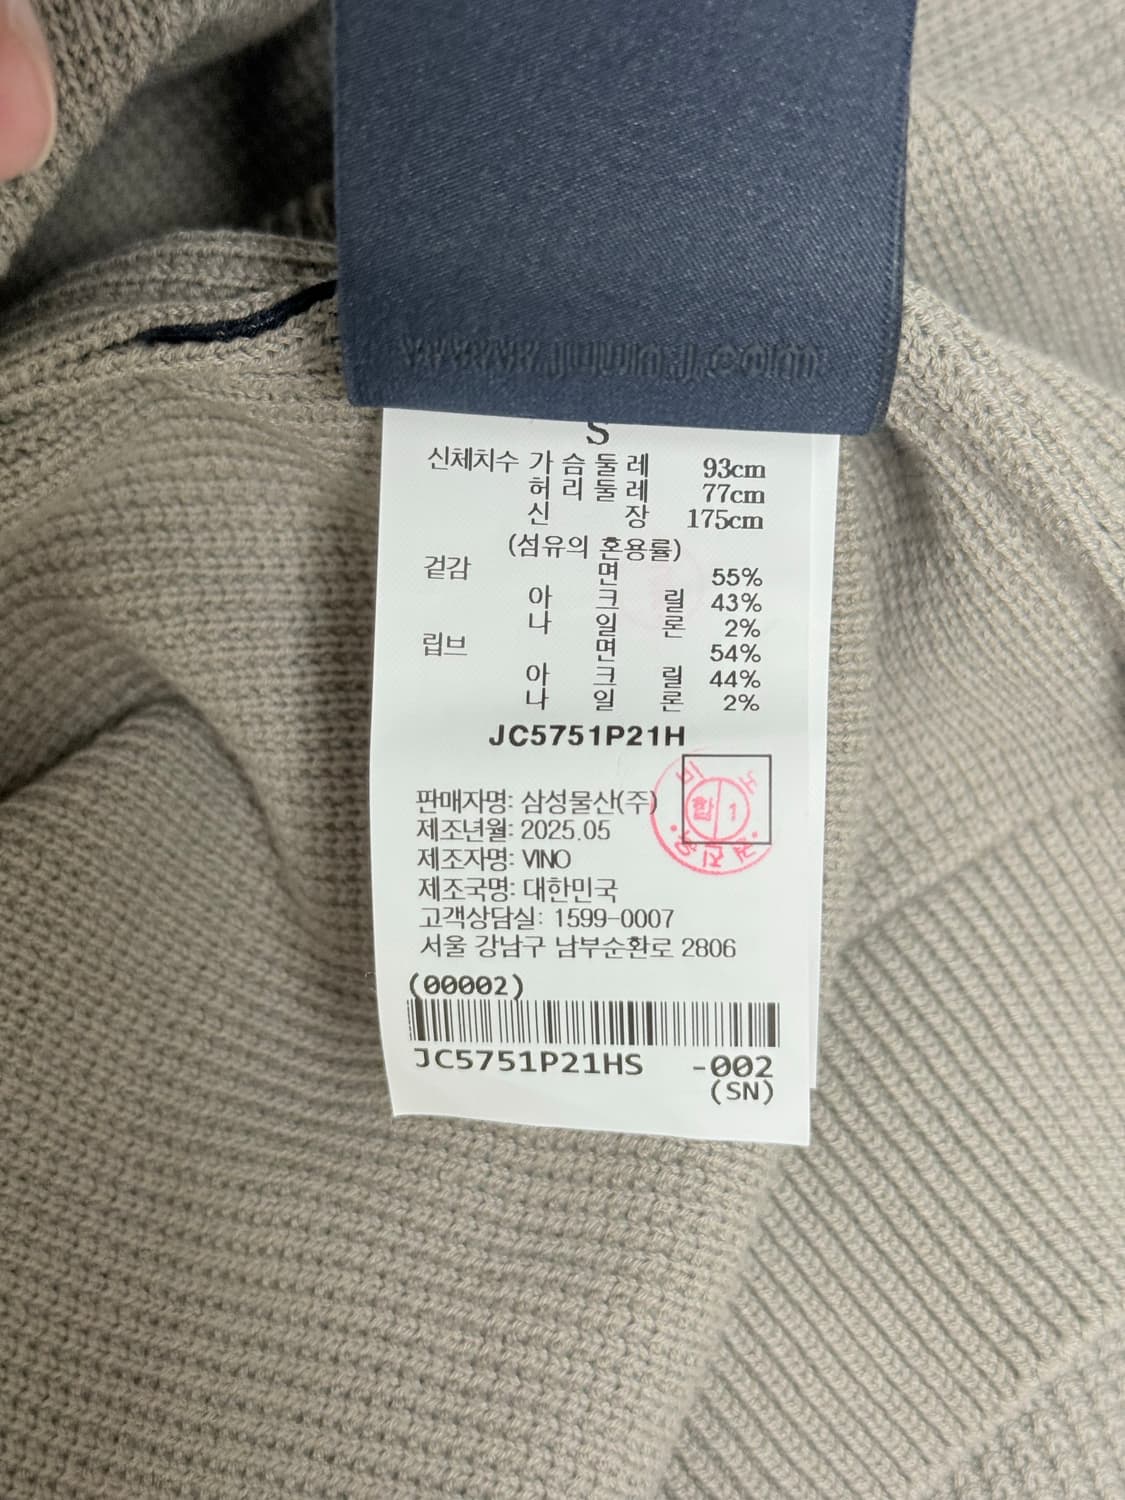 www.juunj.com
S
신체치수 가슴둘레 93cm
허리둘레 77cm
신장 175cm
(섬유의 혼용률)
겉감 면 55%
아크릴 43%
나일론 2%
립브 면 54%
아크릴 44%
나일론 2%
JC5751P21H
판매자명: 삼성물산(주)
제조년월: 2025.05
제조자명: VINO
제조국명: 대한민국
고객상담실: 1599-0007
서울 강남구 남부순환로 2806
합 1
(00002)
JC5751P21HS -002
(SN)